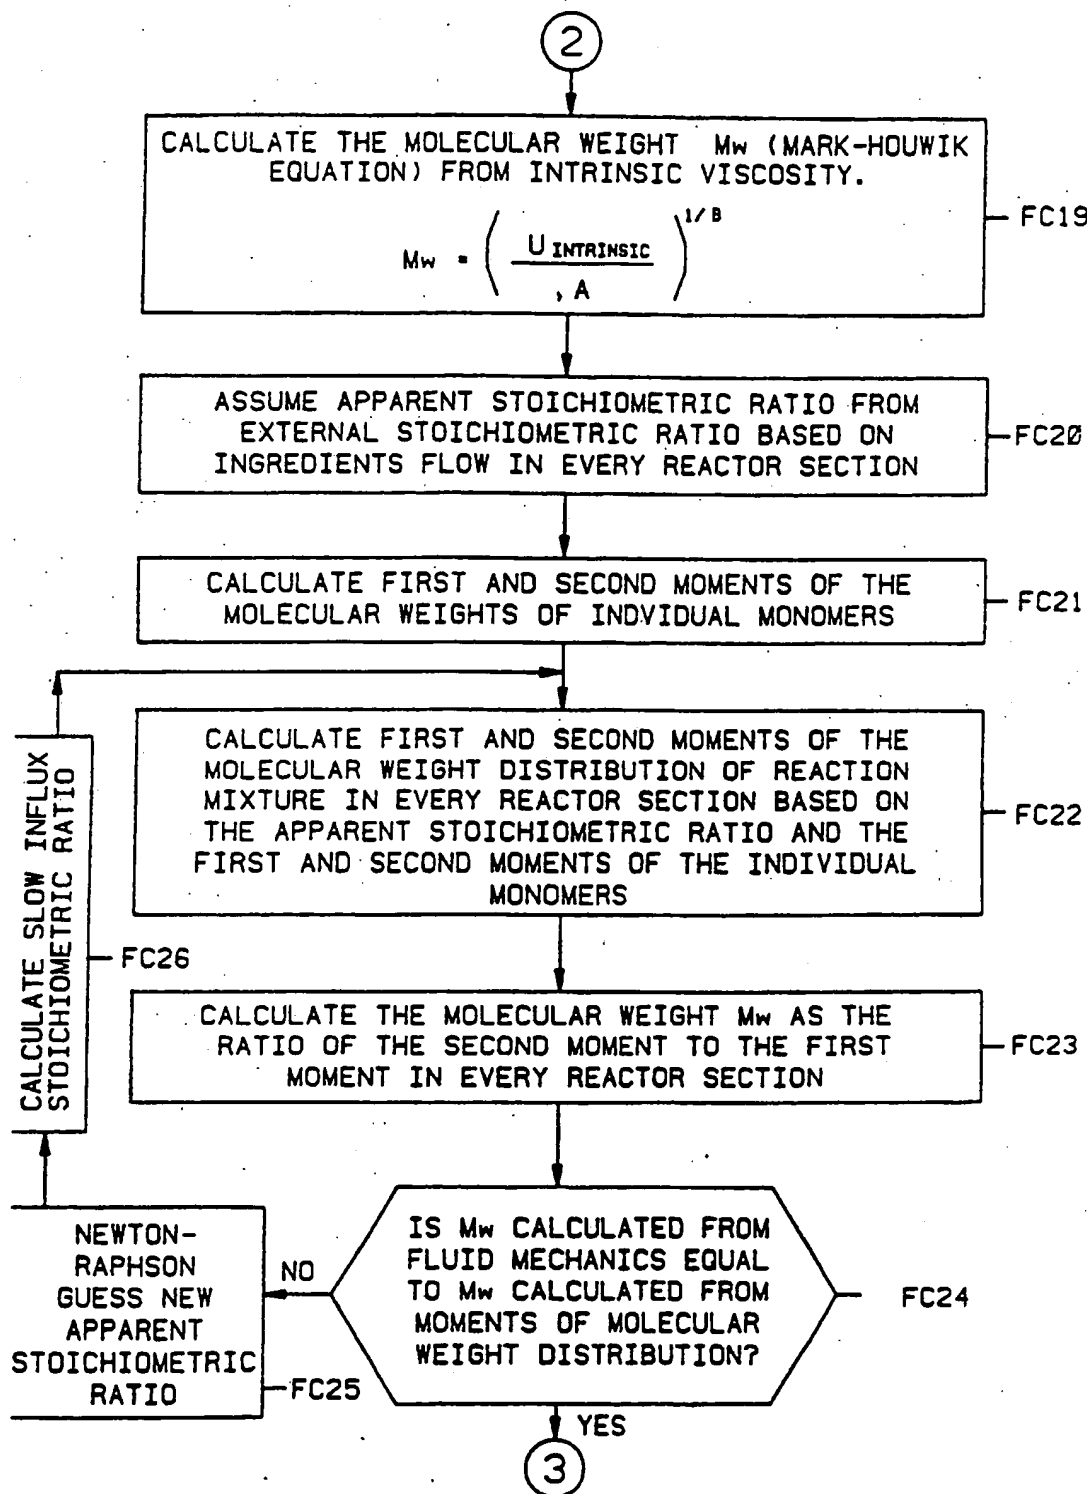 2
CALCULATE THE MOLECULAR WEIGHT Mw (MARK-HOUWIK
EQUATION) FROM INTRINSIC VISCOSITY.
Mw = ( U INTRINSIC / A ) 1/B
FC19
ASSUME APPARENT STOICHIOMETRIC RATIO FROM
EXTERNAL STOICHIOMETRIC RATIO BASED ON
INGREDIENTS FLOW IN EVERY REACTOR SECTION
FC20
CALCULATE FIRST AND SECOND MOMENTS OF THE
MOLECULAR WEIGHTS OF INDVIDUAL MONOMERS
FC21
CALCULATE FIRST AND SECOND MOMENTS OF THE
MOLECULAR WEIGHT DISTRIBUTION OF REACTION
MIXTURE IN EVERY REACTOR SECTION BASED ON
THE APPARENT STOICHIOMETRIC RATIO AND THE
FIRST AND SECOND MOMENTS OF THE INDIVIDUAL
MONOMERS
FC22
CALCULATE SLOW INFLUX
STOICHIOMETRIC RATIO
FC26
CALCULATE THE MOLECULAR WEIGHT Mw AS THE
RATIO OF THE SECOND MOMENT TO THE FIRST
MOMENT IN EVERY REACTOR SECTION
FC23
IS Mw CALCULATED FROM
FLUID MECHANICS EQUAL
TO Mw CALCULATED FROM
MOMENTS OF MOLECULAR
WEIGHT DISTRIBUTION?
FC24
NO
NEWTON-
RAPHSON
GUESS NEW
APPARENT
STOICHIOMETRIC
RATIO
FC25
YES
3